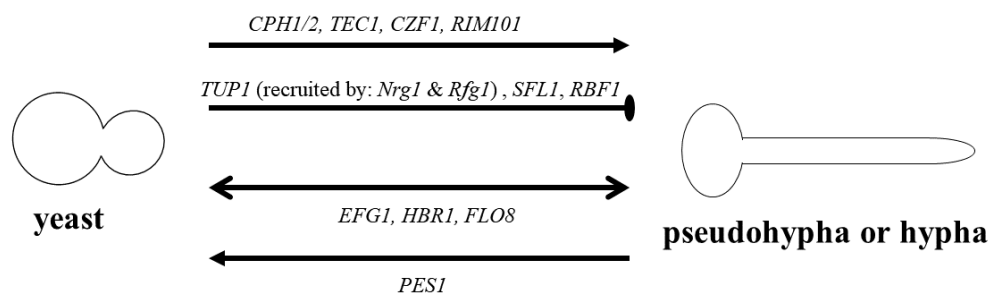 CPH1/2, TEC1, CZF1, RIM101
TUP1 (recruited by: Nrg1 & Rfg1) , SFL1, RBF1
yeast
EFG1, HBR1, FLO8
pseudohypha or hypha
PES1